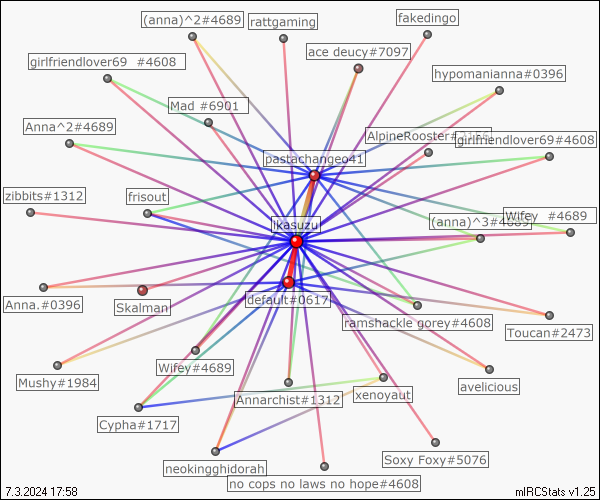 (anna)^2#4689
rattgaming
fakedingo
girlfriendlover69 #4608
ace deucy#7097
hypomanianna#0396
Mad #6901
Anna^2#4689
AlpineRooster#
girlfriendlover69#4608
pastachangeo41
zibbits#1312
frisout
Ikasuzu
(anna)^3#4689
Wifey #4689
Anna.#0396
Skalman
default#0617
ramshackle gorey#4608
Toucan#2473
Mushy#1984
Wifey#4689
Annarchist#1312
xenoyaut
avelicious
Cypha#1717
neokingghidorah
Soxy Foxy#5076
no cops no laws no hope#4608
7.3.2024 17:58
mIRCStats v1.25